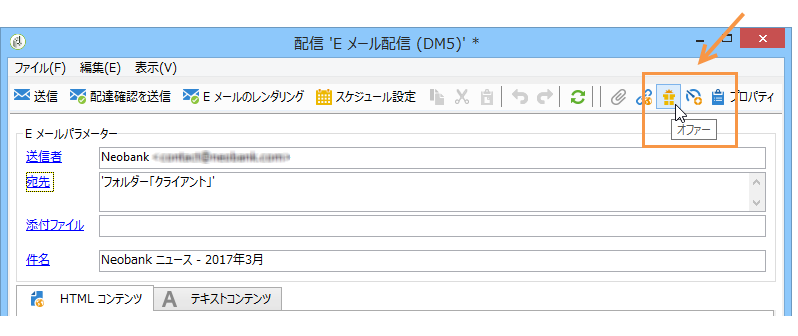 配信 'E メール配信 (DM5)' *
ファイル(F) 編集(E) 表示(V)
送信 配達確認を送信 E メールのレンダリング スケジュール設定 プロパティ
オファー
E メールパラメーター
送信者 Neobank
宛先 'フォルダー「クライアント」'
添付ファイル
件名 Neobank ニュース - 2017年3月
HTML コンテンツ A テキストコンテンツ